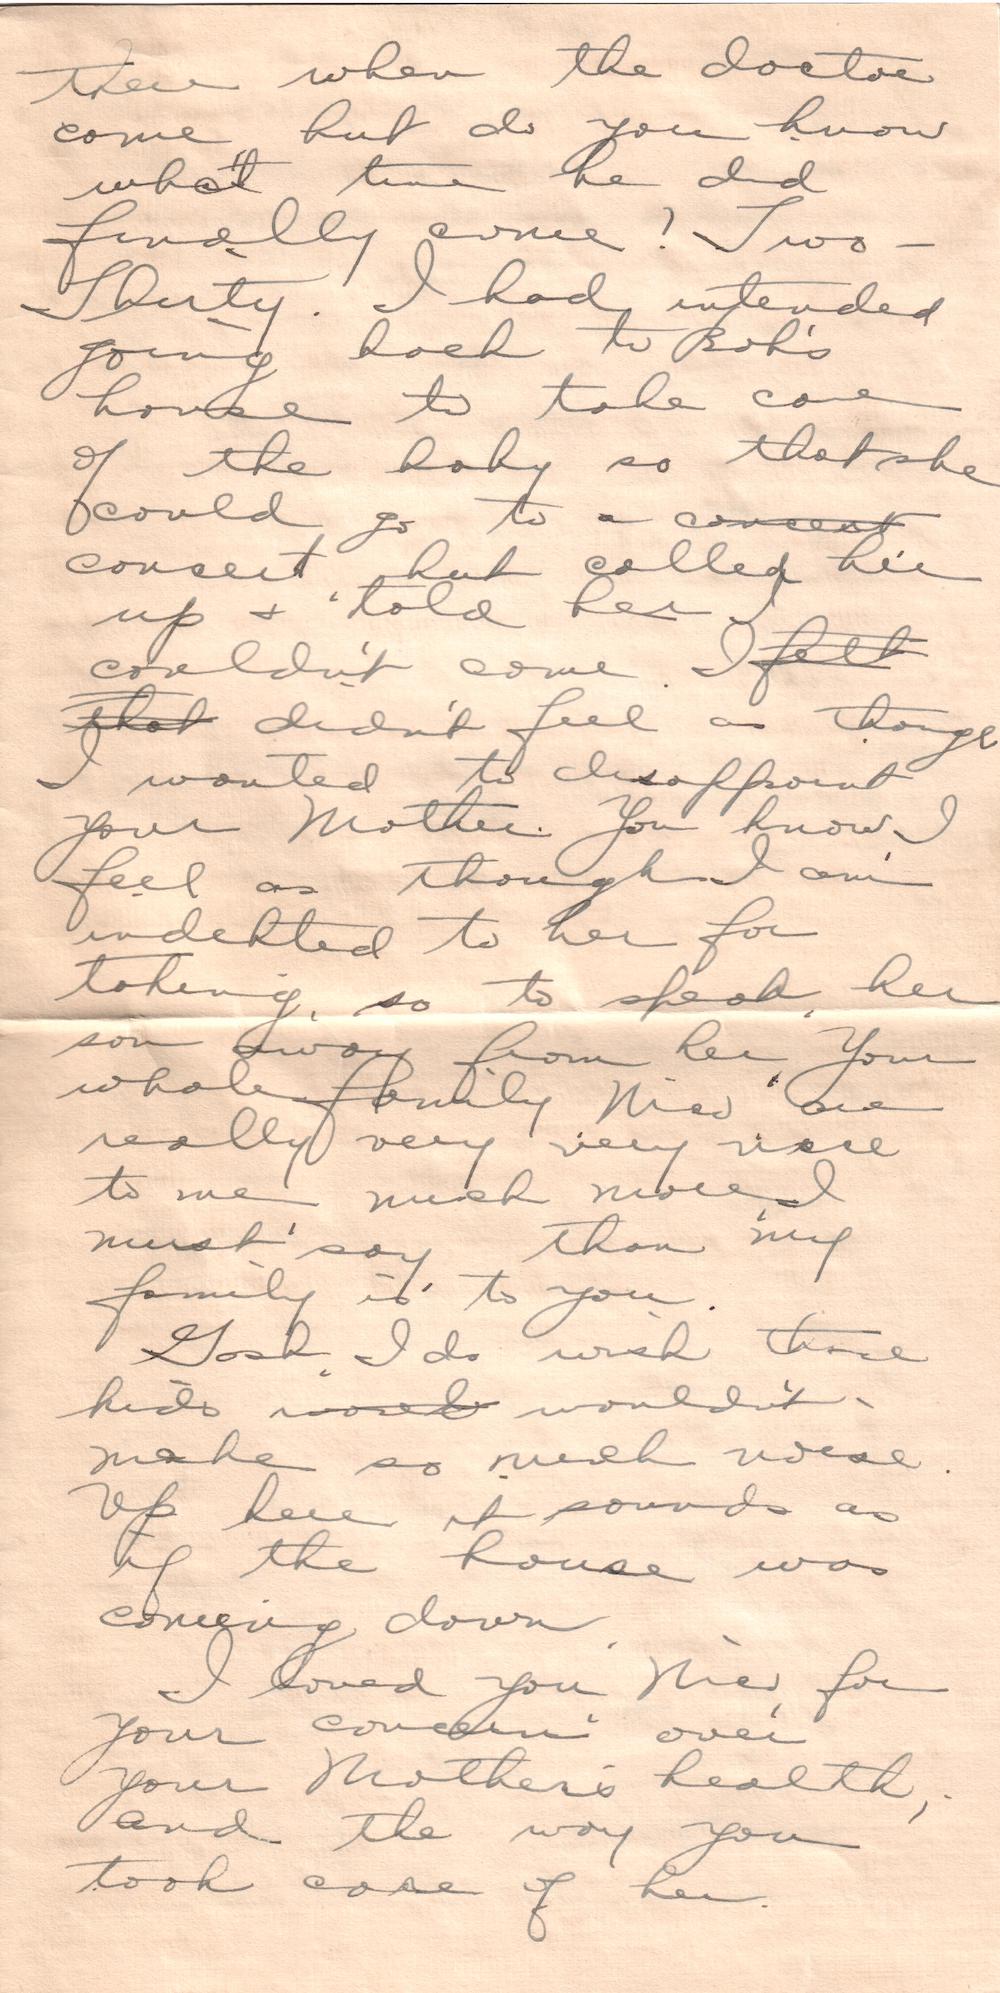 there when the doctor
come but do you know
what time he did
finally come? Two –
Thirty. I had intended
going back to Bob's
house to take care
of the baby so that she
could go to a concert
consert but called her
up & told her I
couldn't come. I felt
that didn't feel as though
I wanted to disappoint
your Mother. You know I
feel as though I am
indebted to her for
taking, so to speak, her
son away from her. Your
whole family Nies are
really very very nice
to me much more I
must say than my
family is to you.
Gosh, I do wish those
kids would wouldn't
make so much noise.
Up here it sounds as
if the house was
coming down.
I loved you Nies, for
your concern over
your Mother's health,
and the way you
took care of her.